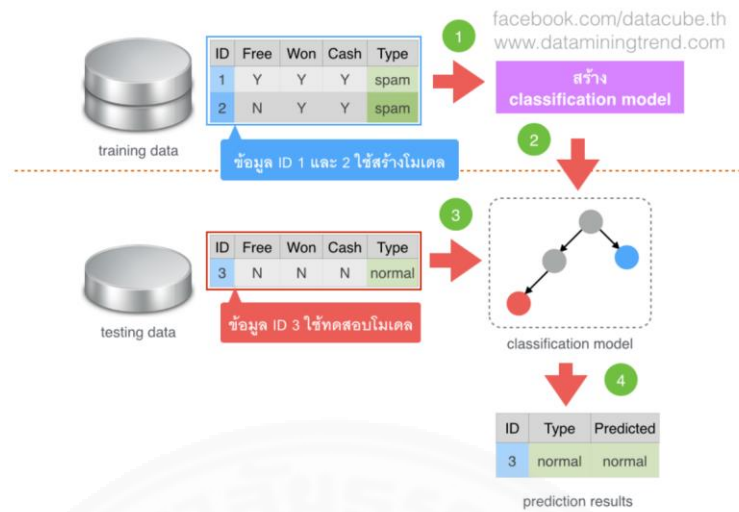 facebook.com/datacube.th
www.dataminingtrend.com
1
ID Free Won Cash Type
1 Y Y Y spam
2 N Y Y spam
สร้าง
classification model
training data
ข้อมูล ID 1 และ 2 ใช้สร้างโมเดล
2
3
ID Free Won Cash Type
3 N N N normal
ข้อมูล ID 3 ใช้ทดสอบโมเดล
testing data
classification model
4
ID Type Predicted
3 normal normal
prediction results